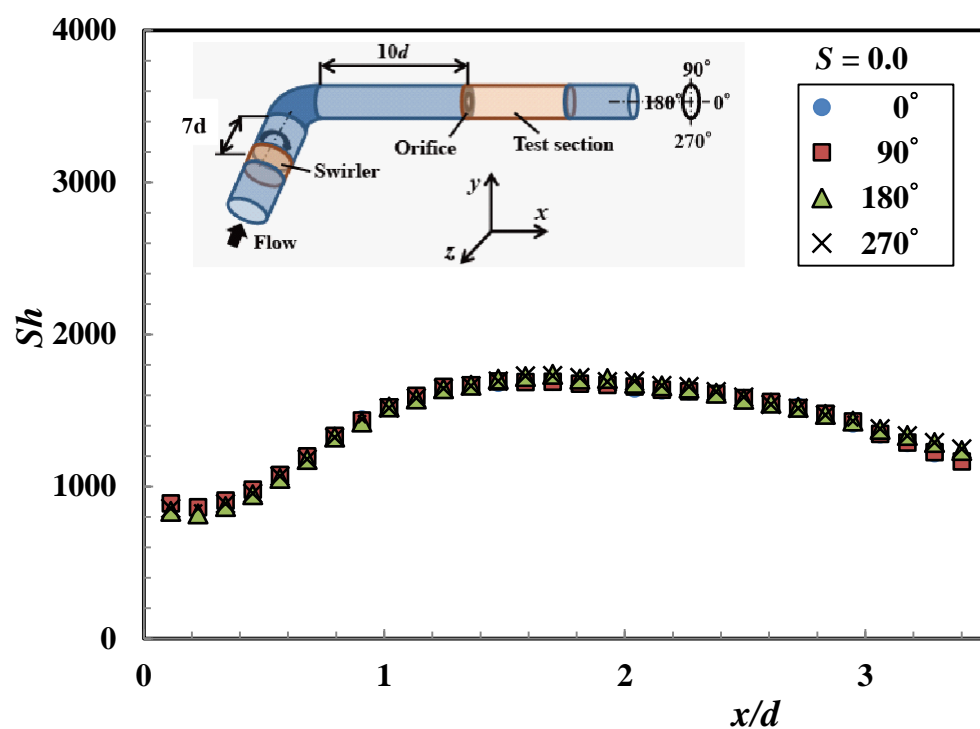 4000
3000
2000
1000
0
Sh
0
1
2
3
x/d
10d
7d
Swirler
Flow
Orifice
Test section
y
x
z
90°
180°
0°
270°
S = 0.0
0°
90°
180°
270°